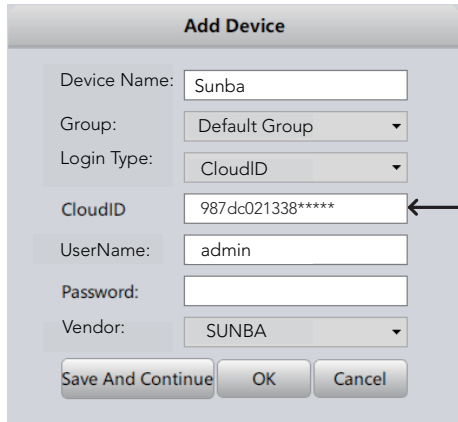 Add Device
Device Name: Sunba
Group: Default Group
Login Type: CloudID
CloudID 987dc021338*****
UserName: admin
Password:
Vendor: SUNBA
Save And Continue OK Cancel